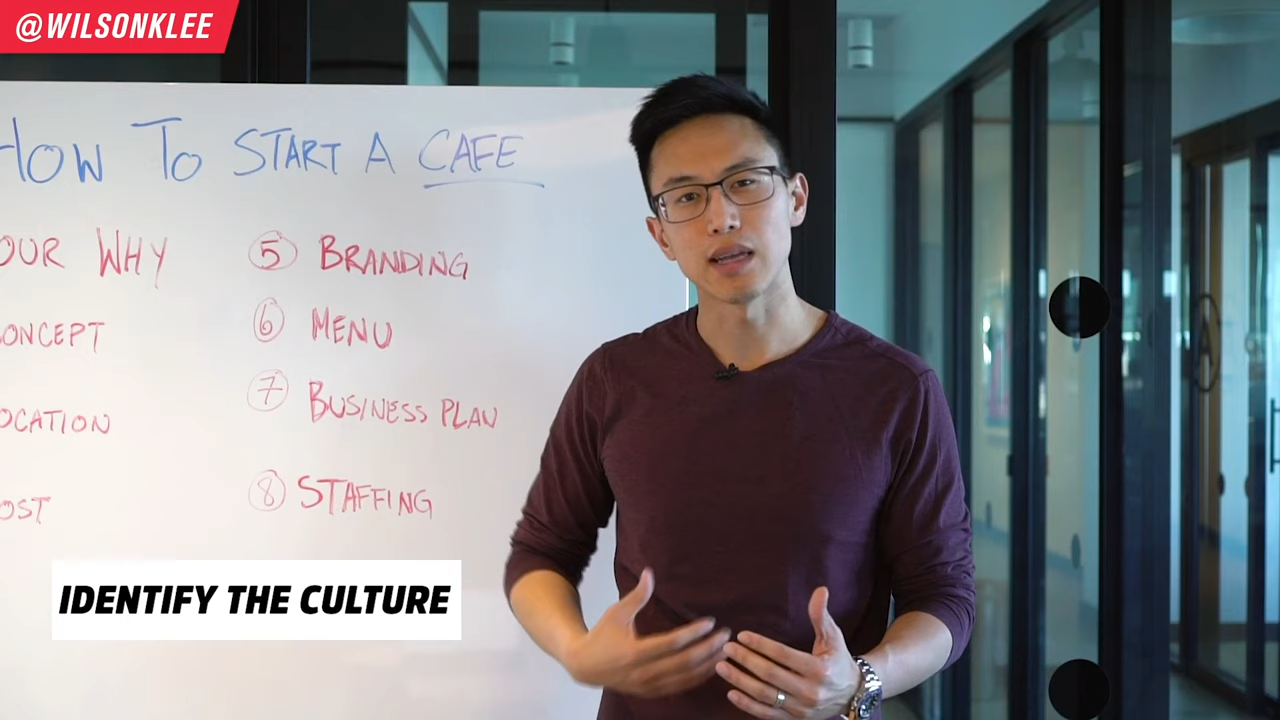 @WILSONKLEE
HOW TO START A CAFE
OUR WHY
ONCEPT
OCATION
OST
5 BRANDING
6 MENU
7 BUSINESS PLAN
8 STAFFING
IDENTIFY THE CULTURE